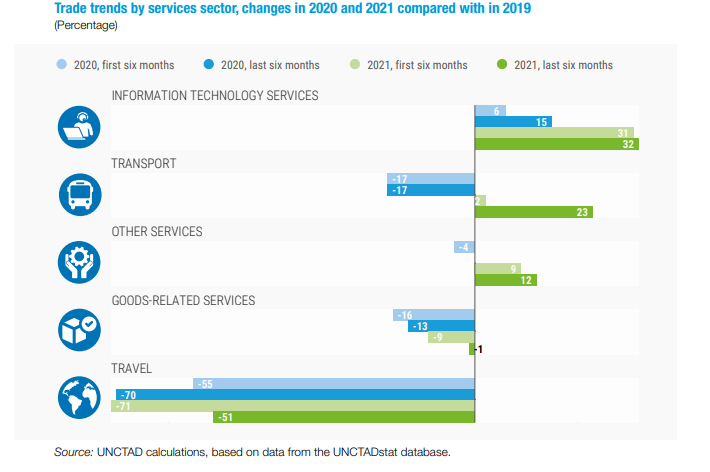 Trade trends by services sector, changes in 2020 and 2021 compared with in 2019
(Percentage)
2020, first six months 2020, last six months 2021, first six months 2021, last six months
INFORMATION TECHNOLOGY SERVICES
6
15
31
32
TRANSPORT
-17
-17
2
23
OTHER SERVICES
-4
9
12
GOODS-RELATED SERVICES
-16
-13
-9
-1
TRAVEL
-55
-70
-71
-51
Source: UNCTAD calculations, based on data from the UNCTADstat database.